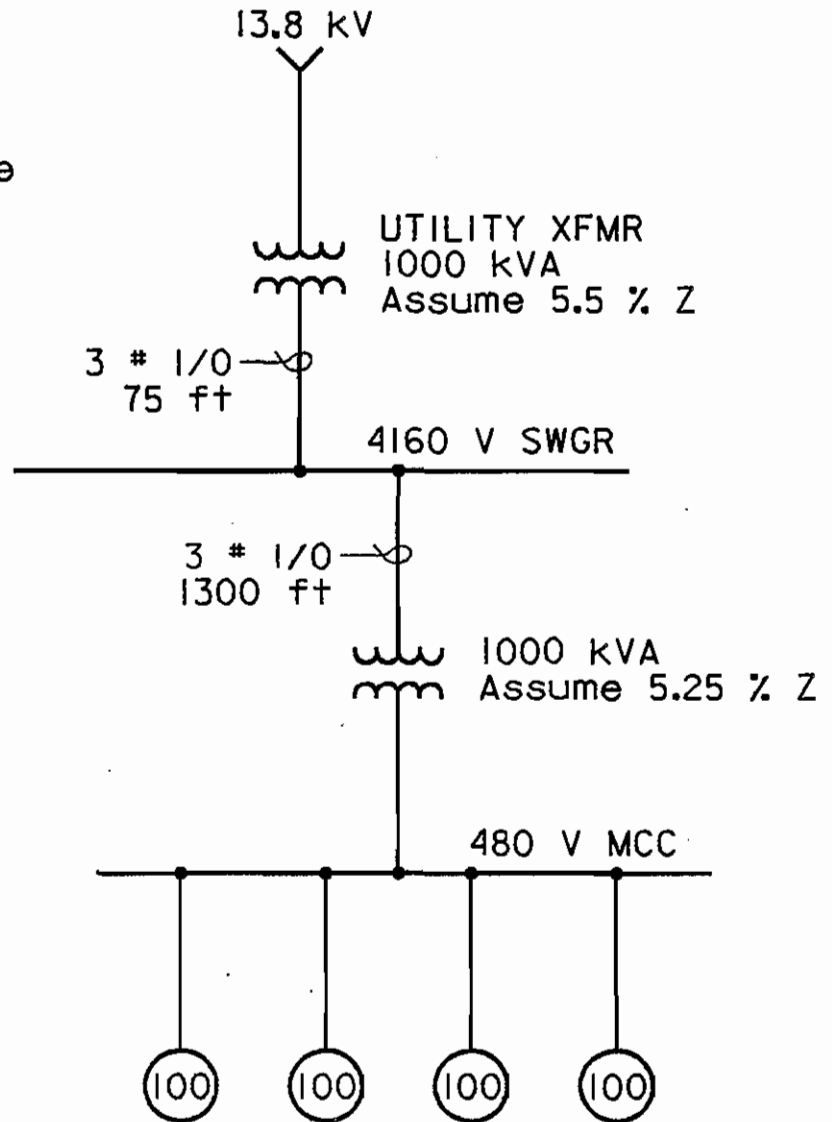 13.8 kV
e
UTILITY XFMR
1000 kVA
Assume 5.5 % Z
3 # 1/0
75 ft
4160 V SWGR
3 # 1/0
1300 ft
1000 kVA
Assume 5.25 % Z
480 V MCC
100 100 100 100